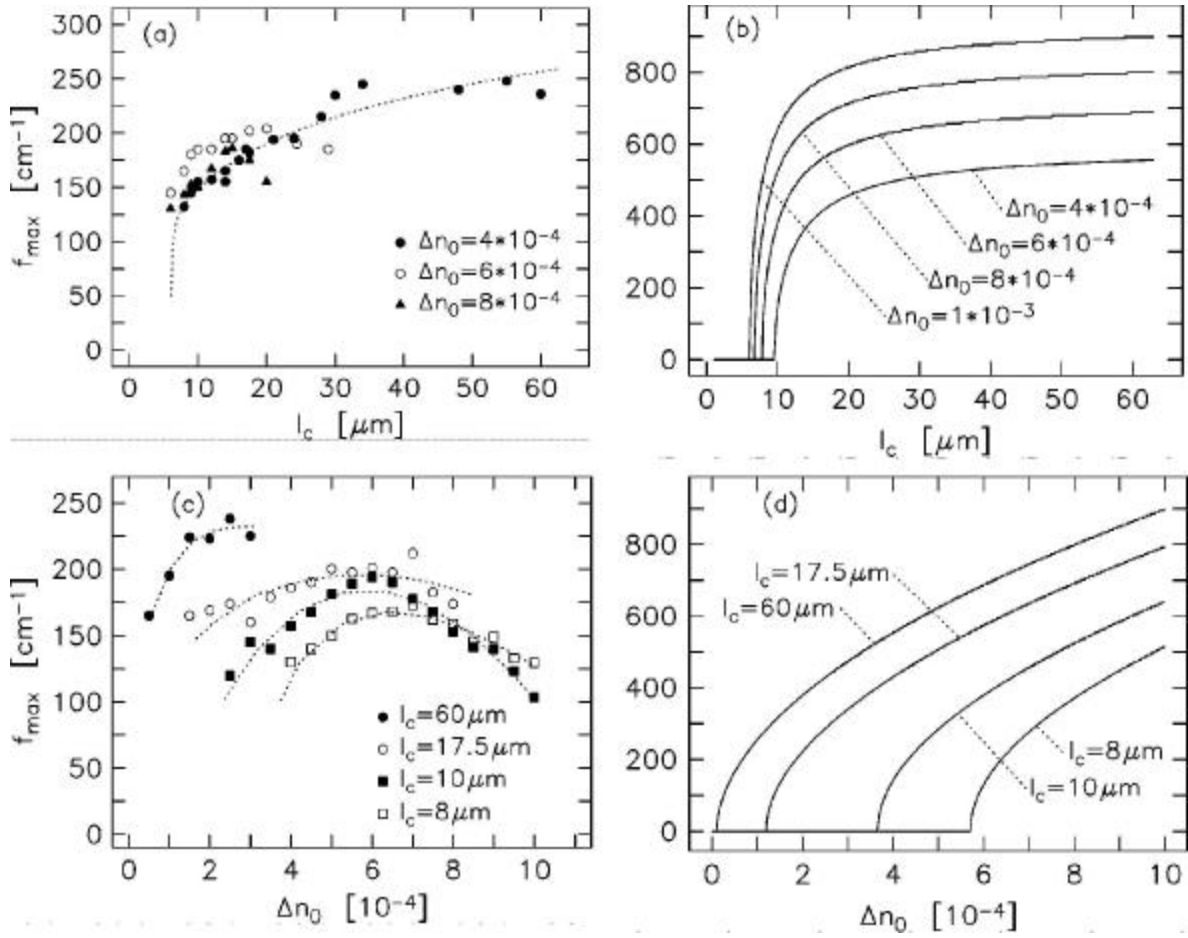 (a)
300
250
200
150
100
50
0
f_max [cm⁻¹]
● Δn₀=4*10⁻⁴
○ Δn₀=6*10⁻⁴
▲ Δn₀=8*10⁻⁴
0 10 20 30 40 50 60
l_c [μm]
(b)
800
600
400
200
0
Δn₀=4*10⁻⁴
Δn₀=6*10⁻⁴
Δn₀=8*10⁻⁴
Δn₀=1*10⁻³
0 10 20 30 40 50 60
l_c [μm]
(c)
250
200
150
100
50
0
f_max [cm⁻¹]
● l_c=60μm
○ l_c=17.5μm
■ l_c=10μm
□ l_c=8μm
0 2 4 6 8 10
Δn₀ [10⁻⁴]
(d)
800
600
400
200
0
l_c=17.5μm
l_c=60μm
l_c=8μm
l_c=10μm
0 2 4 6 8 10
Δn₀ [10⁻⁴]